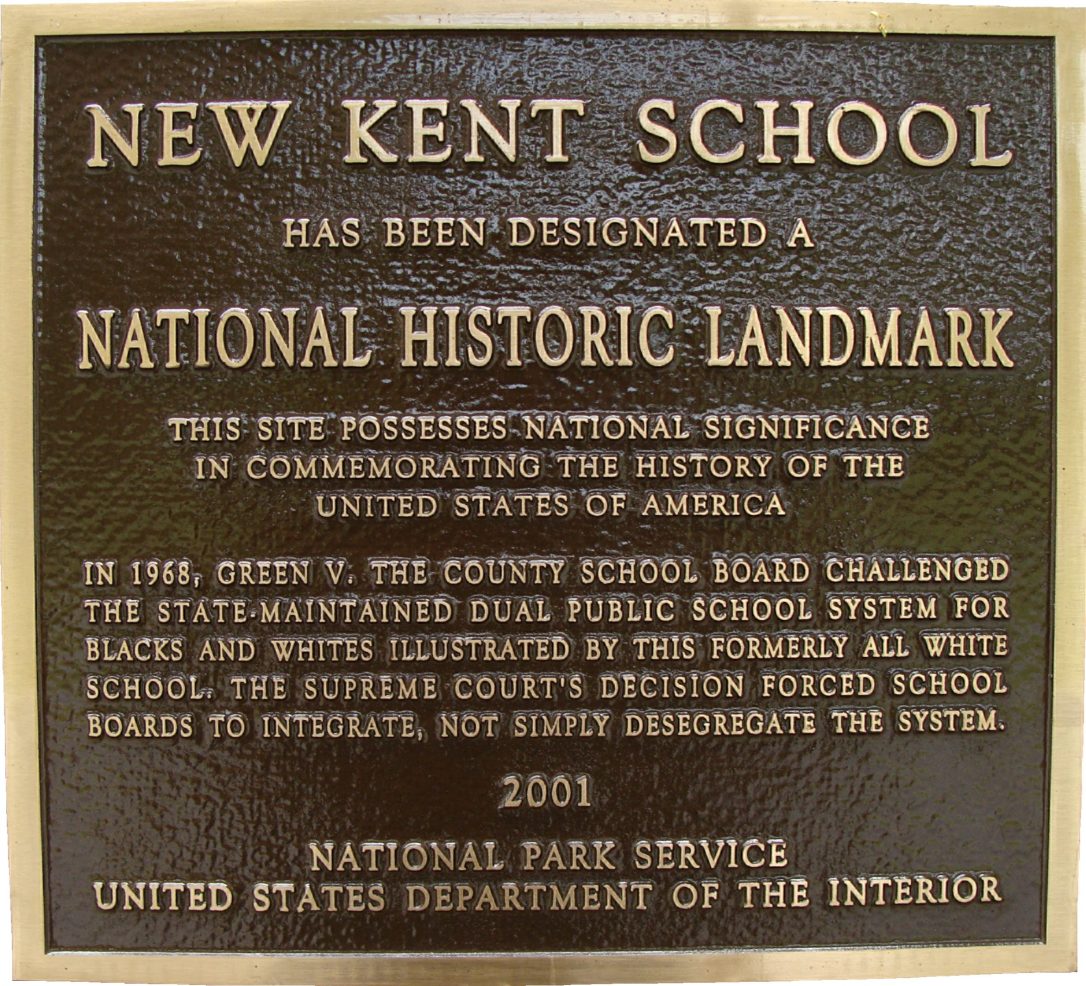 NEW KENT SCHOOL
HAS BEEN DESIGNATED A
NATIONAL HISTORIC LANDMARK
THIS SITE POSSESSES NATIONAL SIGNIFICANCE
IN COMMEMORATING THE HISTORY OF THE
UNITED STATES OF AMERICA
IN 1968, GREEN V. THE COUNTY SCHOOL BOARD CHALLENGED
THE STATE-MAINTAINED DUAL PUBLIC SCHOOL SYSTEM FOR
BLACKS AND WHITES ILLUSTRATED BY THIS FORMERLY ALL WHITE
SCHOOL. THE SUPREME COURT'S DECISION FORCED SCHOOL
BOARDS TO INTEGRATE, NOT SIMPLY DESEGREGATE THE SYSTEM.
2001
NATIONAL PARK SERVICE
UNITED STATES DEPARTMENT OF THE INTERIOR